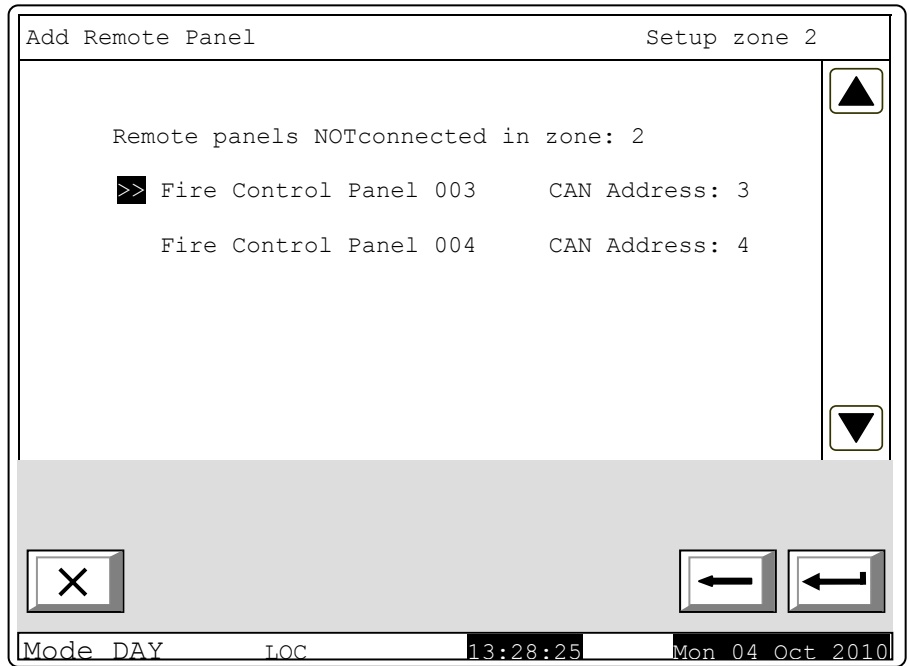 Add Remote Panel Setup zone 2
Remote panels NOTconnected in zone: 2
>> Fire Control Panel 003 CAN Address: 3
Fire Control Panel 004 CAN Address: 4
Mode DAY LOC 13:28:25 Mon 04 Oct 2010